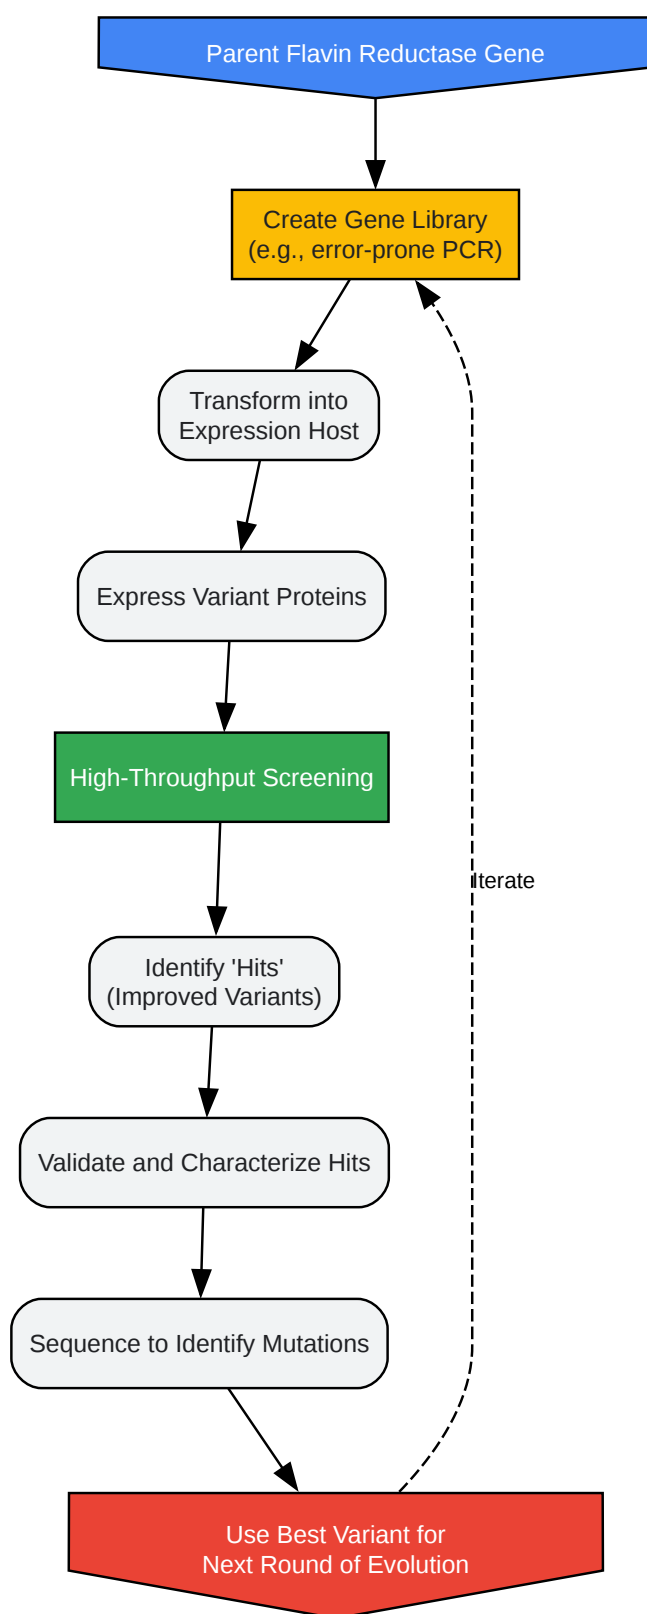 Parent Flavin Reductase Gene
Create Gene Library
(e.g., error-prone PCR)
Transform into
Expression Host
Express Variant Proteins
High-Throughput Screening
Iterate
Identify 'Hits'
(Improved Variants)
Validate and Characterize Hits
Sequence to Identify Mutations
Use Best Variant for
Next Round of Evolution